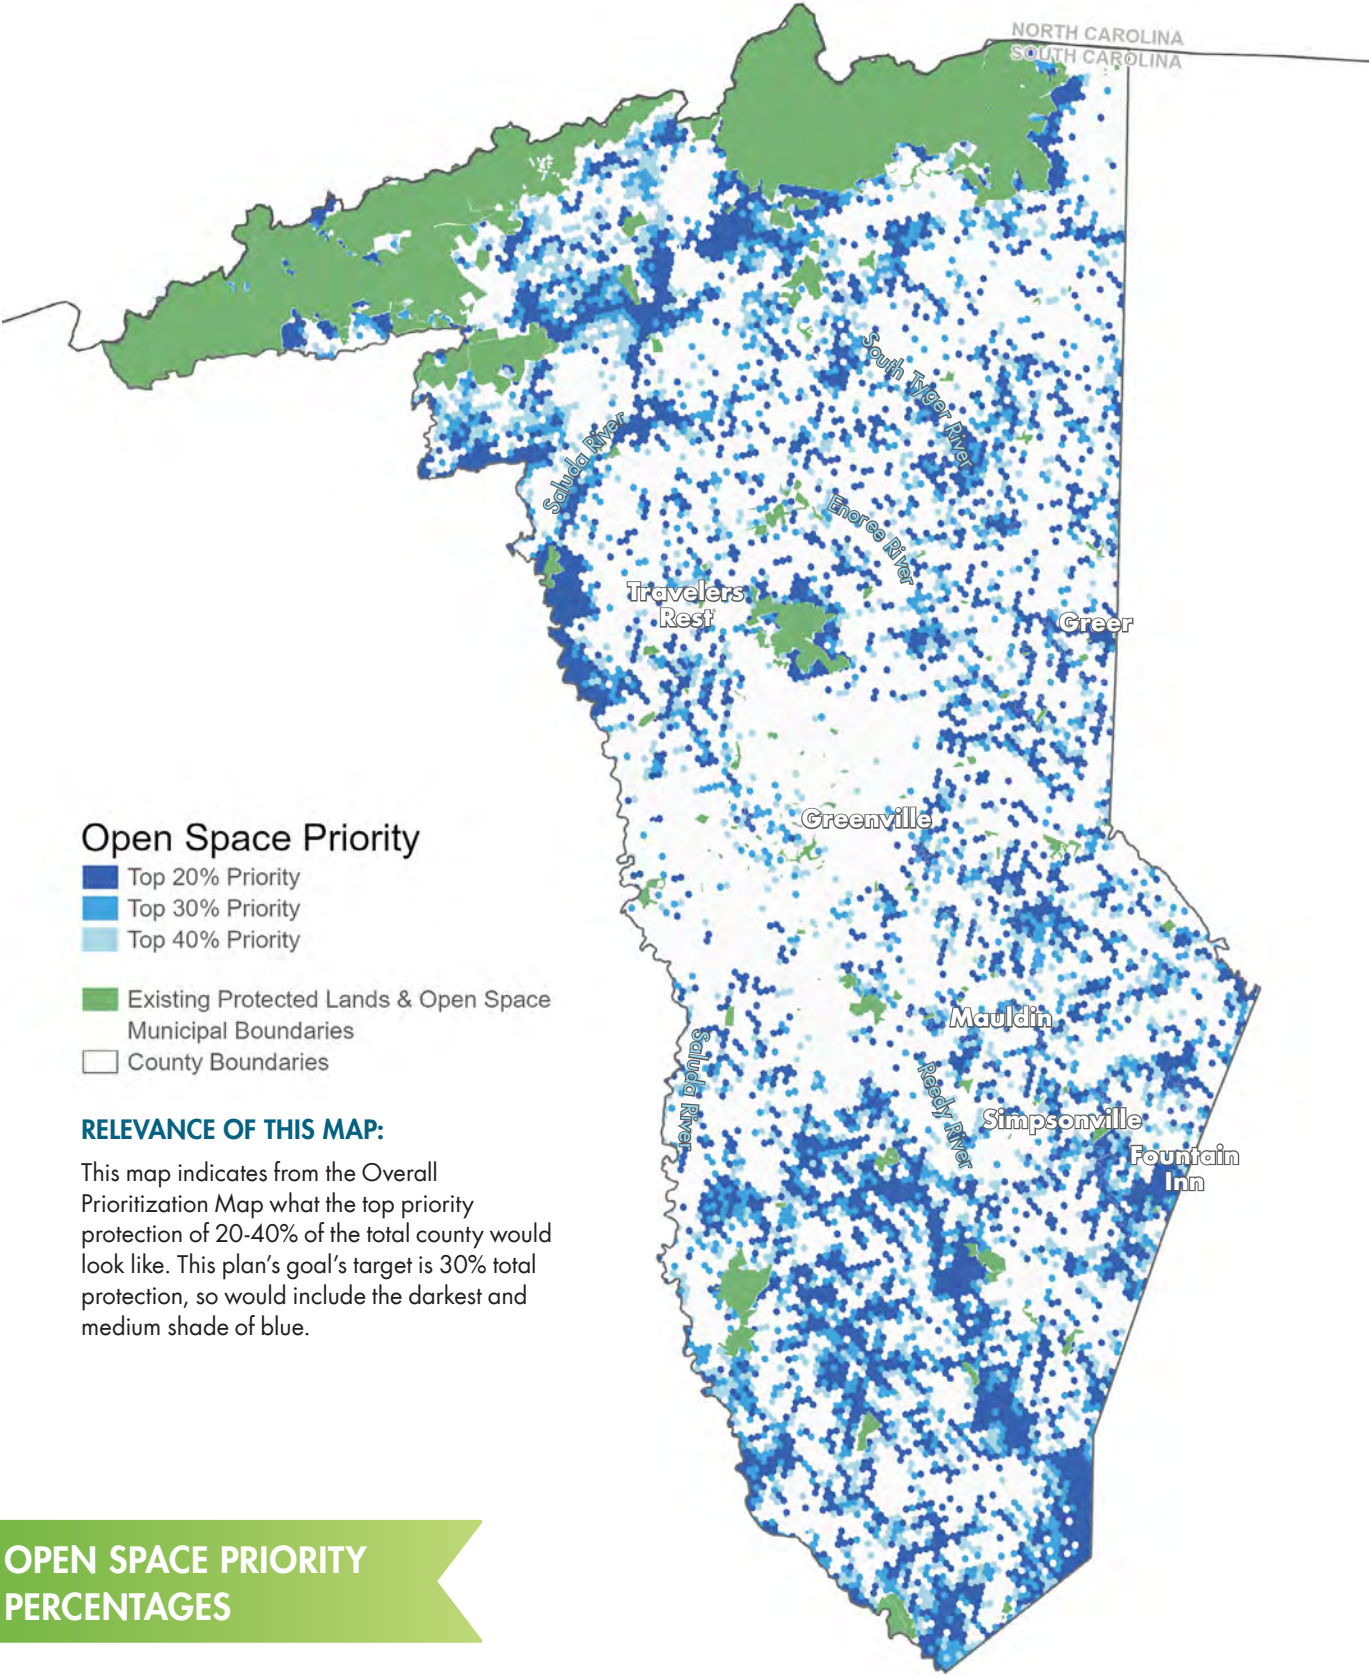 NORTH CAROLINA
SOUTH CAROLINA
South Tyger River
Saluda River
Enoree River
Travelers
Rest
Greer
Greenville
Open Space Priority
Top 20% Priority
Top 30% Priority
Top 40% Priority
Existing Protected Lands & Open Space
Municipal Boundaries
County Boundaries
Mauldin
Saluda River
Reedy River
Simpsonville
Fountain
Inn
RELEVANCE OF THIS MAP:
This map indicates from the Overall
Prioritization Map what the top priority
protection of 20-40% of the total county would
look like. This plan's goal's target is 30% total
protection, so would include the darkest and
medium shade of blue.
OPEN SPACE PRIORITY
PERCENTAGES